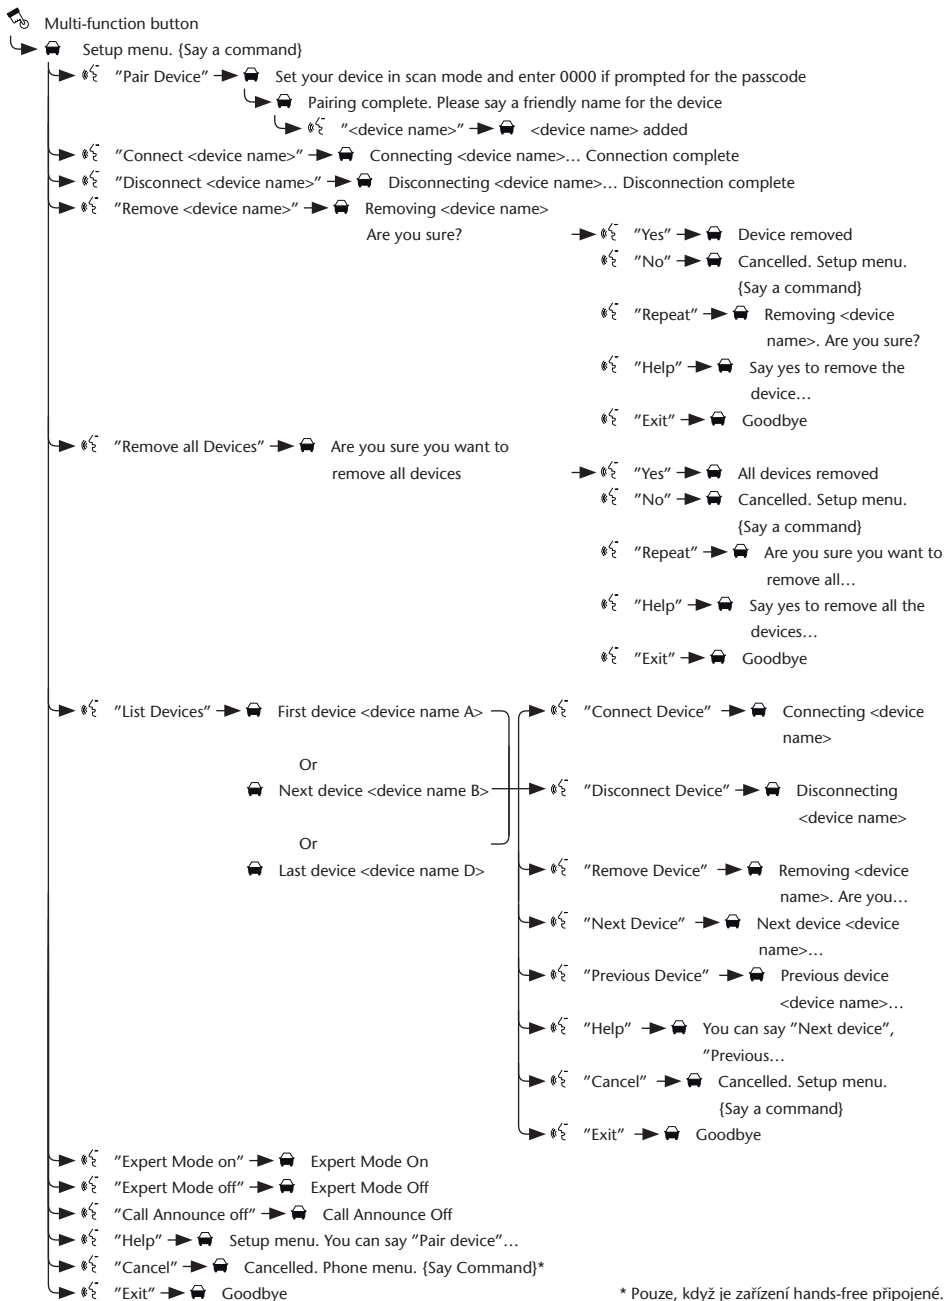 Multi-function button
Setup menu. {Say a command}
"Pair Device" Set your device in scan mode and enter 0000 if prompted for the passcode
Pairing complete. Please say a friendly name for the device
"<device name>" <device name> added
"Connect <device name>" Connecting <device name>… Connection complete
"Disconnect <device name>" Disconnecting <device name>… Disconnection complete
"Remove <device name>" Removing <device name>
Are you sure? "Yes" Device removed
"No" Cancelled. Setup menu.
{Say a command}
"Repeat" Removing <device
name>. Are you sure?
"Help" Say yes to remove the
device…
"Exit" Goodbye
"Remove all Devices" Are you sure you want to
remove all devices "Yes" All devices removed
"No" Cancelled. Setup menu.
{Say a command}
"Repeat" Are you sure you want to
remove all…
"Help" Say yes to remove all the
devices…
"Exit" Goodbye
"List Devices" First device <device name A> "Connect Device" Connecting <device
name>
Or
Next device <device name B> "Disconnect Device" Disconnecting
<device name>
Or
Last device <device name D> "Remove Device" Removing <device
name>. Are you…
"Next Device" Next device <device
name>…
"Previous Device" Previous device
<device name>…
"Help" You can say "Next device",
"Previous…
"Cancel" Cancelled. Setup menu.
{Say a command}
"Exit" Goodbye
"Expert Mode on" Expert Mode On
"Expert Mode off" Expert Mode Off
"Call Announce off" Call Announce Off
"Help" Setup menu. You can say "Pair device"…
"Cancel" Cancelled. Phone menu. {Say Command}*
"Exit" Goodbye * Pouze, když je zařízení hands-free připojené.